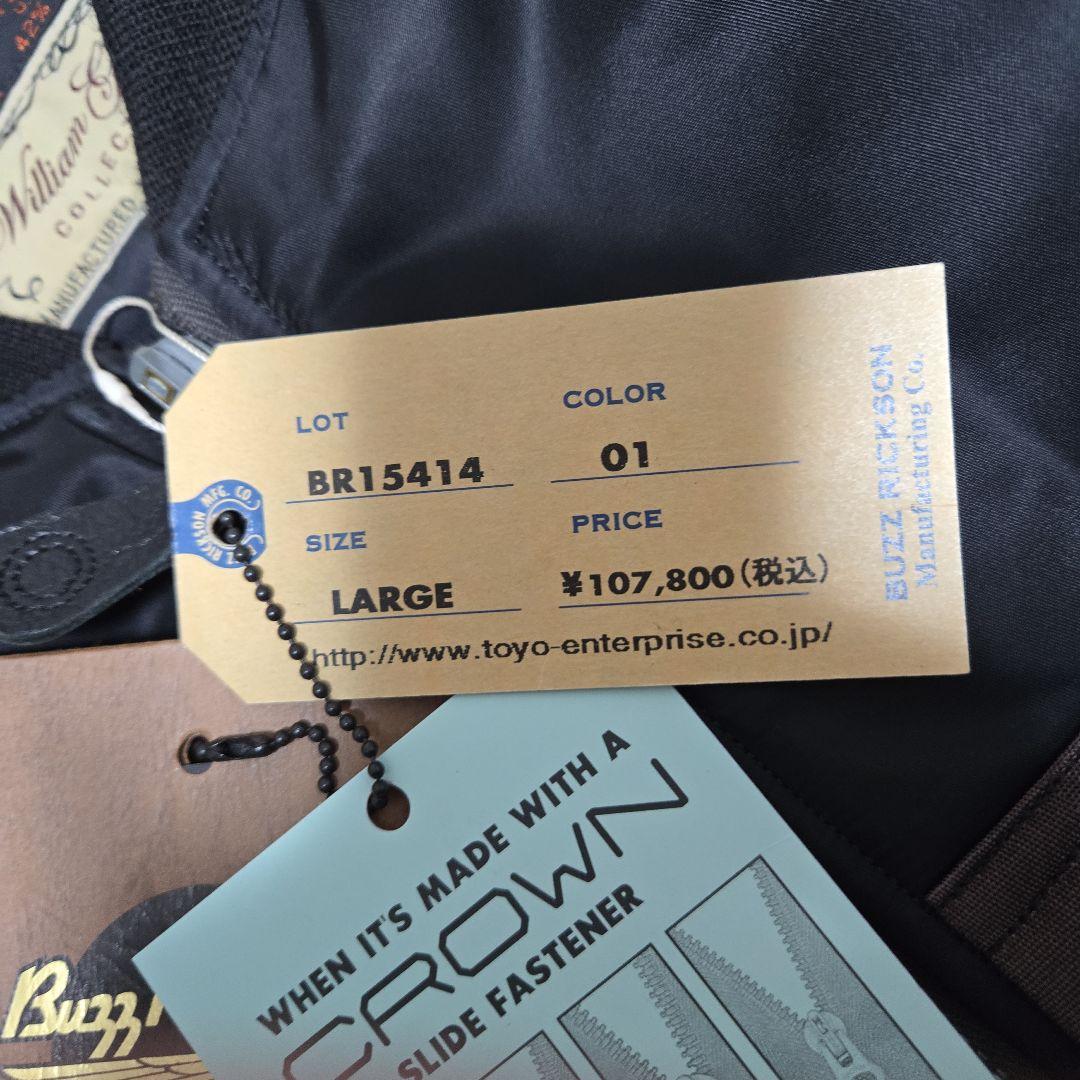 42%
William
COLLEC
MANUFACTURED
LOT
BR15414
COLOR
01
SIZE
LARGE
PRICE
¥107,800(税込)
http://www.toyo-enterprise.co.jp/
BUZZ RICKSON
Manufacturing Co.
RICKSON MFG. CO.
WHEN IT'S MADE WITH A
CROWN
SLIDE FASTENER
Buzz